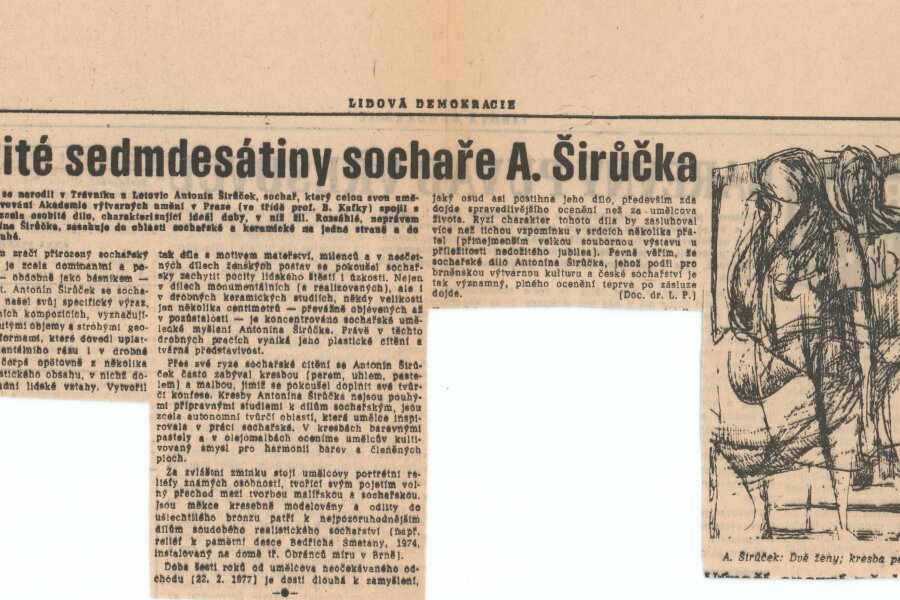 LIDOVÁ DEMOKRACIE
ité sedmdesátiny sochaře A. Širůčka
se narodil v Trávníku u Letovic Antonín Širůček, sochař, který celou svou umě-
vování Akademie výtvarných umění v Praze (ve třídě prof. B. Kafky) spojil s
zcela osobité dílo, charakterizující ideál doby, v níž žil. Rozsáhlé, neprávem
ína Širůčka, zasahuje do oblasti sochařské a keramické na jedné straně a do
ruhé.
m zračí přirozený sochařský
je zcela dominantní a po-
— obdobně jako básníkem —
t. Antonín Širůček se socha-
našel svůj specifický výraz,
ních kompozicích, vyznačují-
nutými objemy a strohými geo-
formami, které dovedl uplat-
entálního rázu i v drobné
čerpá opětovně z několika
stického obsahu, v nichž do-
adní lidské vztahy. Vytvořil
tak díla s motivem mateřství, milenců a v nesčet-
ných dílech ženských postav se pokoušel sochař-
sky zachytit pocity lidského štěstí i úzkosti. Nejen
v dílech monumentálních (a realizovaných), ale i
v drobných keramických studiích, někdy velikosti
jen několika centimetrů — převážně objevených až
v pozůstalosti — je koncentrováno sochařské umě-
lecké myšlení Antonína Širůčka. Právě v těchto
drobných pracích vyniká jeho plastické cítění a
tvárná představivost.
Přes své ryze sochařské cítění se Antonín Širů-
ček často zabýval kresbou (perem, uhlem, paste-
lem) a malbou, jimiž se pokoušel doplnit své tvůr-
čí konfese. Kresby Antonína Širůčka nejsou pouhý-
mi přípravnými studiemi k dílům sochařským, jsou
zcela autonomní tvůrčí oblastí, která umělce inspi-
rovala v práci sochařské. V kresbách barevnými
pastely a v olejomalbách oceníme umělcův kulti-
vovaný smysl pro harmonii barev a členěných
ploch.
Za zvláštní zmínku stojí umělcovy portrétní re-
liéfy známých osobností, tvořící svým pojetím vol-
ný přechod mezi tvorbou malířskou a sochařskou.
Jsou měkce kresebně modelovány a odlity do
ušlechtilého bronzu patří k nejpozoruhodnějším
dílům soudobého realistického sochařství (např.
reliéf k pamětní desce Bedřicha Smetany, 1974,
instalovaný na domě tř. Obránců míru v Brně).
Doba šesti roků od umělcova neočekávaného od-
chodu (22. 2. 1977) je dosti dlouhá k zamyšlení,
jaký osud asi postihne jeho dílo, především zda
dojde spravedlivějšího ocenění než za umělcova
života. Ryzí charakter tohoto díla by zasluhoval
více než tichou vzpomínku v srdcích několika přá-
tel (přinejmenším velkou soubornou výstavu u
příležitosti nedožitého jubilea). Pevně věřím, že
sochařské dílo Antonína Širůčka, jehož podíl pro
brněnskou výtvarnou kulturu a české sochařství je
tak významný, plného ocenění teprve po zásluze
dojde.
(Doc. dr. L. P.)
A. Širůček: Dvě ženy; kresba pe